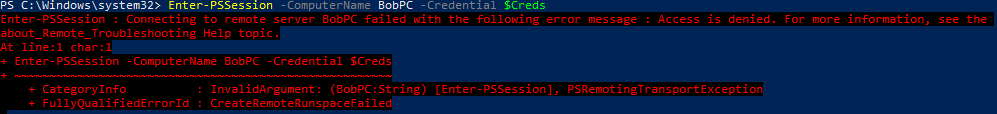 PS C:\Windows\system32> Enter-PSSession -ComputerName BobPC -Credential $Creds
Enter-PSSession : Connecting to remote server BobPC failed with the following error message : Access is denied. For more information, see the
about_Remote_Troubleshooting Help topic.
At line:1 char:1
+ Enter-PSSession -ComputerName BobPC -Credential $Creds
+ ~~~~~~~~~~~~~~~~~~~~~~~~~~~~~~~~~~~~~~~~~~~~~~~~~~~~~~
    + CategoryInfo          : InvalidArgument: (BobPC:String) [Enter-PSSession], PSRemotingTransportException
    + FullyQualifiedErrorId : CreateRemoteRunspaceFailed